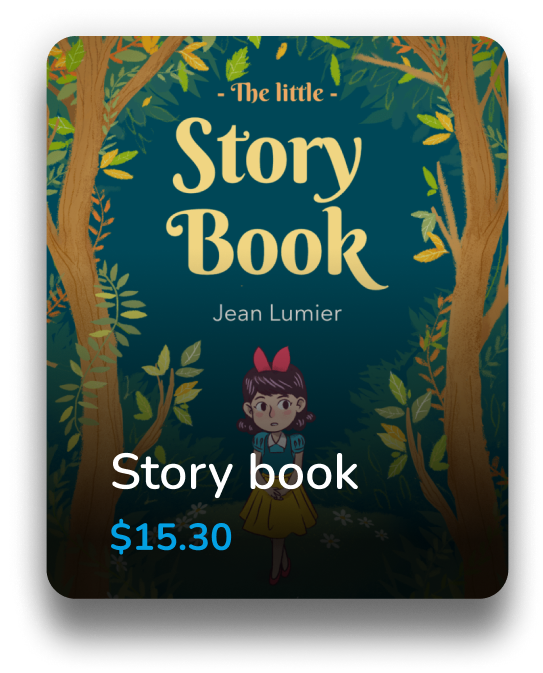 - The little -
Story
Book
Jean Lumier
Story book
$15.30